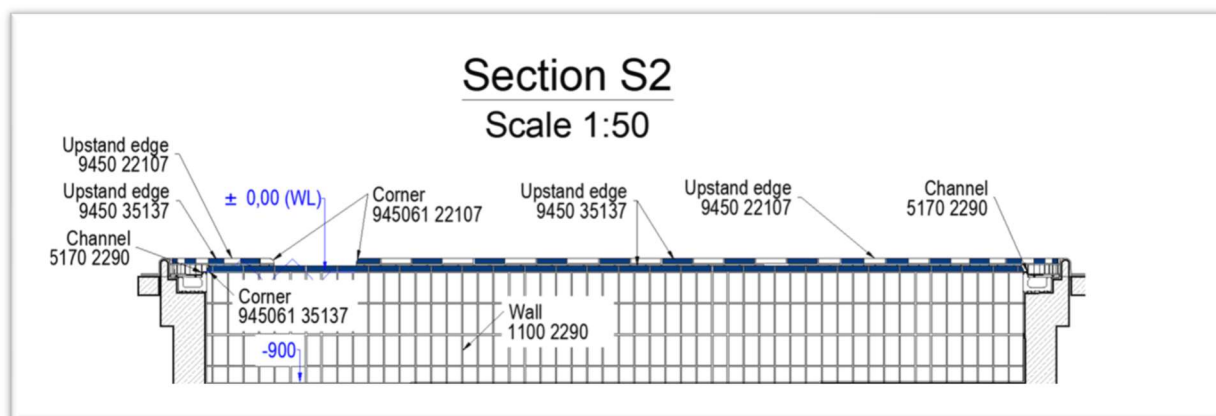 Section S2
Scale 1:50
Upstand edge
9450 22107
Upstand edge
9450 35137
Channel
5170 2290
± 0,00 (WL)
Corner
945061 22107
Upstand edge
9450 35137
Upstand edge
9450 22107
Channel
5170 2290
Corner
945061 35137
Wall
1100 2290
-900